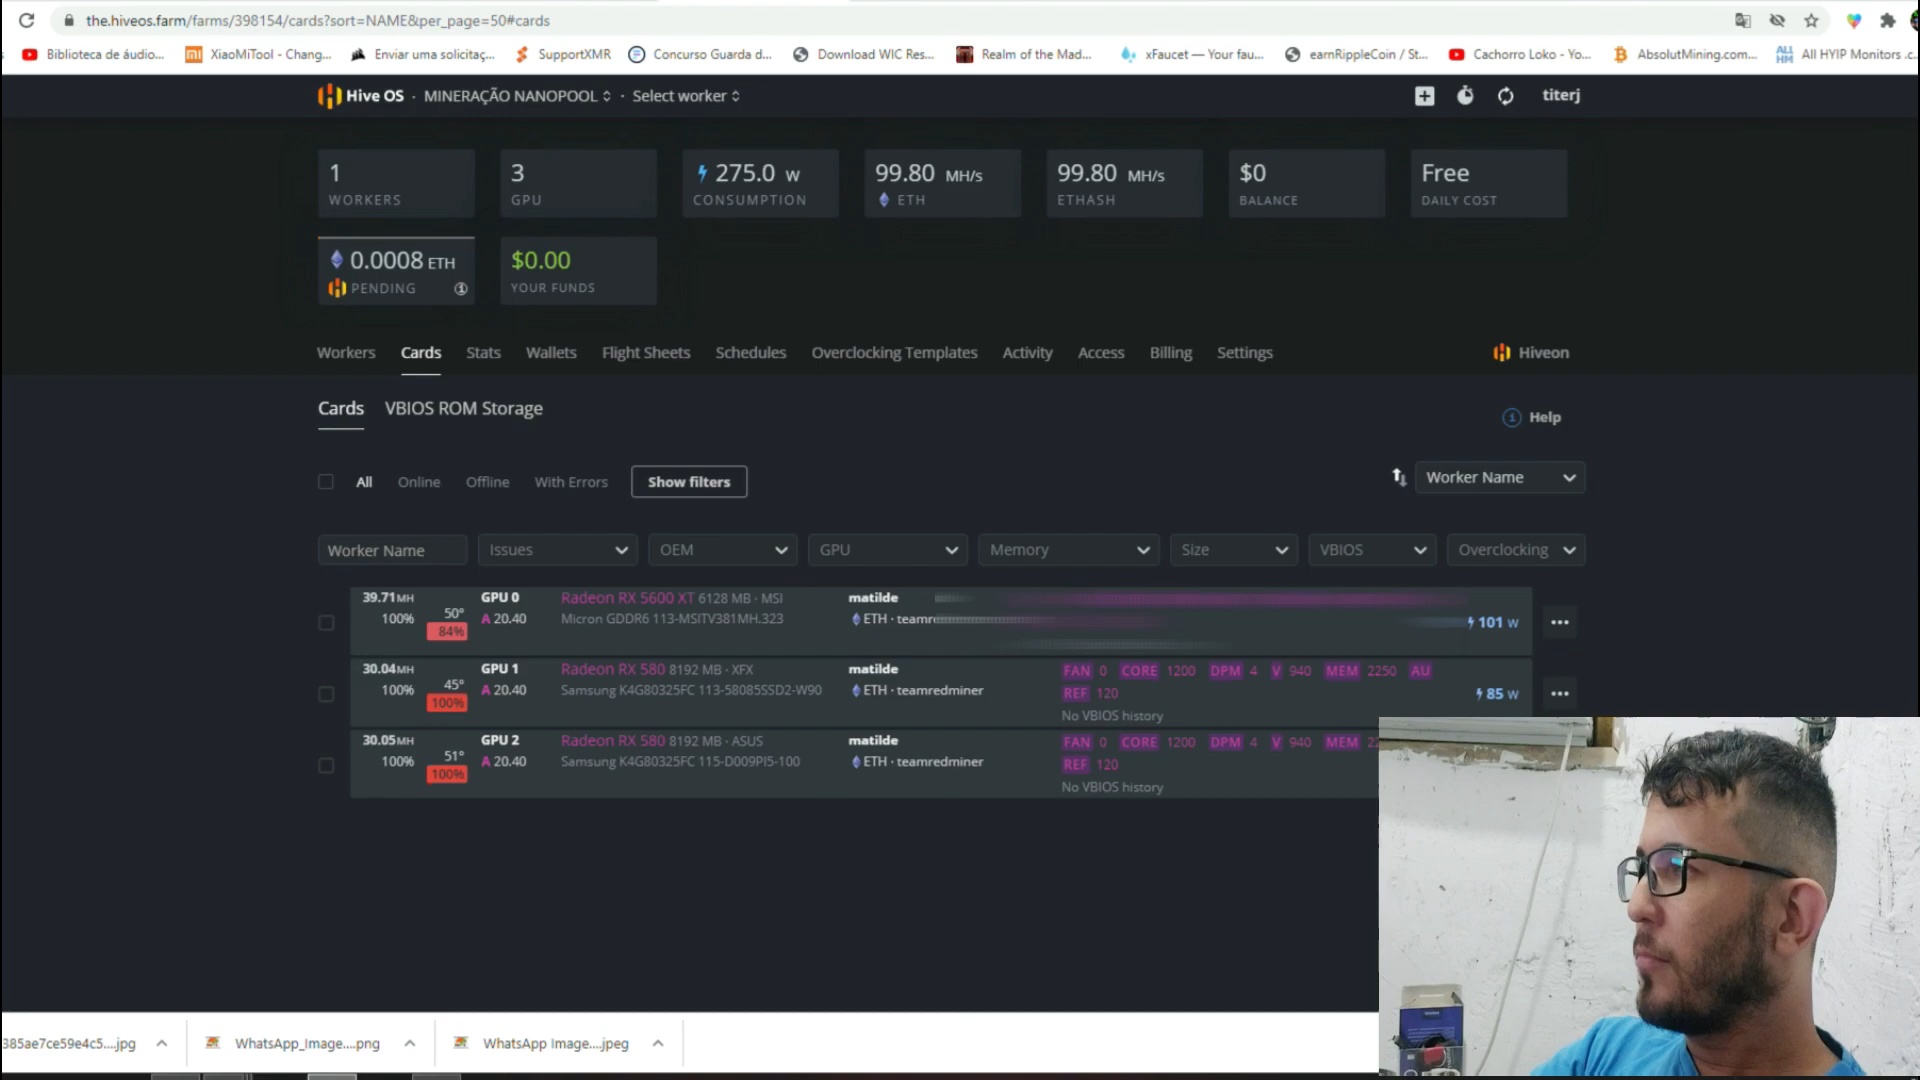 the.hiveos.farm/farms/398154/cards?sort=NAME&per_page=50#cards
Biblioteca de áudio... XiaoMiTool - Chang... Enviar uma solicitaç... SupportXMR Concurso Guarda d... Download WIC Res... Realm of the Mad... xFaucet — Your fau... earnRippleCoin / St... Cachorro Loko - Yo... AbsolutMining.com... ALL HM All HYIP Monitors .c...
Hive OS · MINERAÇÃO NANOPOOL · Select worker titerj
1 3 275.0 W 99.80 MH/s 99.80 MH/s $0 Free
WORKERS GPU CONSUMPTION ETH ETHASH BALANCE DAILY COST
0.0008 ETH $0.00
PENDING YOUR FUNDS
Workers Cards Stats Wallets Flight Sheets Schedules Overclocking Templates Activity Access Billing Settings Hiveon
Cards VBIOS ROM Storage Help
All Online Offline With Errors Show filters Worker Name
Worker Name Issues OEM GPU Memory Size VBIOS Overclocking
39.71MH GPU 0 Radeon RX 5600 XT 6128 MB · MSI matilde
100% 50° 84% A 20.40 Micron GDDR6 113-MSITV381MH.323 ETH · teamr 101 W
30.04MH GPU 1 Radeon RX 580 8192 MB · XFX matilde FAN 0 CORE 1200 DPM 4 V 940 MEM 2250 AU
100% 45° 100% A 20.40 Samsung K4G80325FC 113-58085SSD2-W90 ETH · teamredminer REF 120 85 W
No VBIOS history
30.05MH GPU 2 Radeon RX 580 8192 MB · ASUS matilde FAN 0 CORE 1200 DPM 4 V 940 MEM 22
100% 51° 100% A 20.40 Samsung K4G80325FC 115-D009PI5-100 ETH · teamredminer REF 120
No VBIOS history
385ae7ce59e4c5....jpg WhatsApp_Image....png WhatsApp Image....jpeg